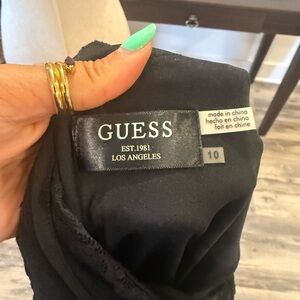 GUESS
EST.1981
LOS ANGELES
10
made in china
hecho en china
fait en chine